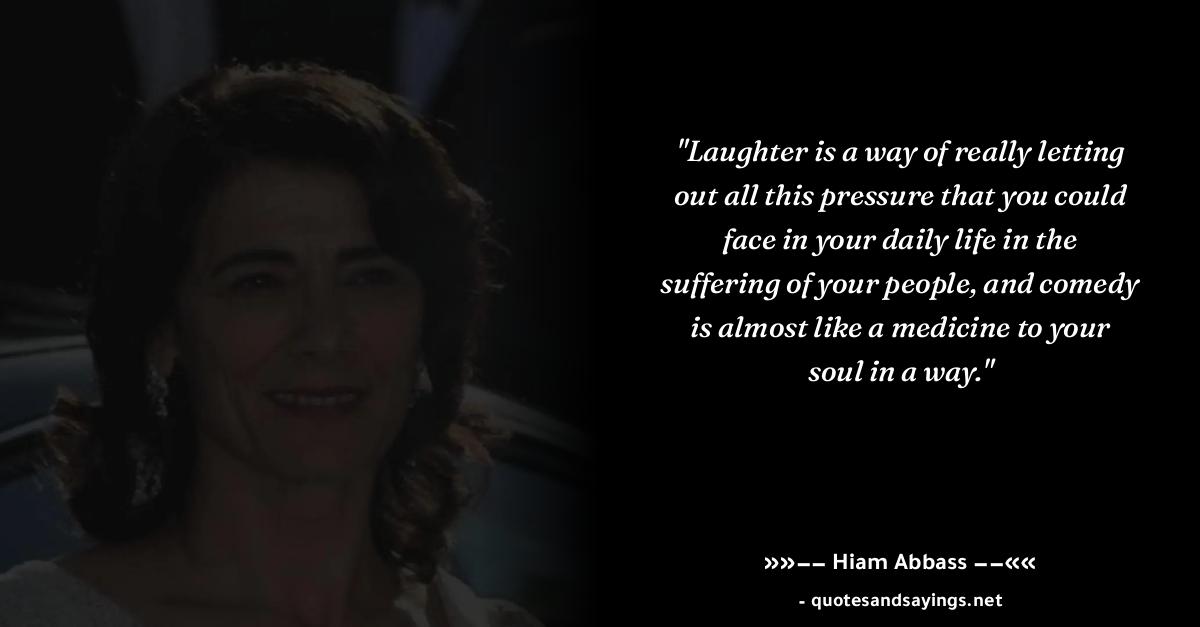 "Laughter is a way of really letting
out all this pressure that you could
face in your daily life in the
suffering of your people, and comedy
is almost like a medicine to your
soul in a way."
»»−− Hiam Abbass −−««
- quotesandsayings.net